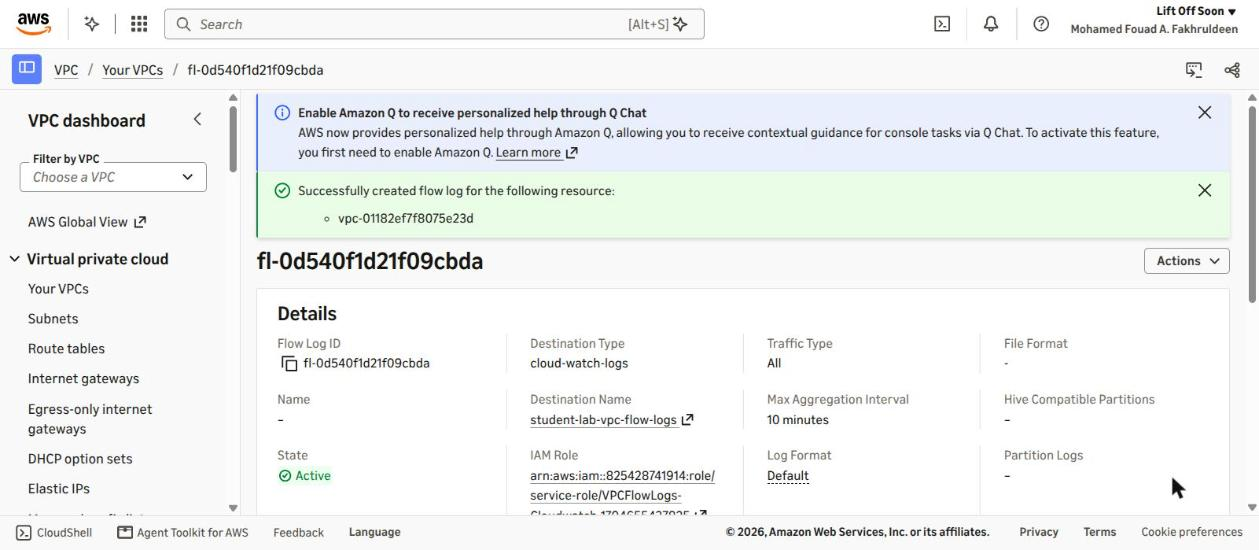 aws
Search
[Alt+S]
Lift Off Soon
Mohamed Fouad A. Fakhruldeen
VPC / Your VPCs / fl-0d540f1d21f09cbda
VPC dashboard
Filter by VPC
Choose a VPC
AWS Global View
Virtual private cloud
Your VPCs
Subnets
Route tables
Internet gateways
Egress-only internet
gateways
DHCP option sets
Elastic IPs
Enable Amazon Q to receive personalized help through Q Chat
AWS now provides personalized help through Amazon Q, allowing you to receive contextual guidance for console tasks via Q Chat. To activate this feature,
you first need to enable Amazon Q. Learn more
Successfully created flow log for the following resource:
vpc-01182ef7f8075e23d
fl-0d540f1d21f09cbda
Actions
Details
Flow Log ID
fl-0d540f1d21f09cbda
Name
–
State
Active
Destination Type
cloud-watch-logs
Destination Name
student-lab-vpc-flow-logs
IAM Role
arn:aws:iam::825428741914:role/
service-role/VPCFlowLogs-
Traffic Type
All
Max Aggregation Interval
10 minutes
Log Format
Default
File Format
-
Hive Compatible Partitions
–
Partition Logs
–
CloudShell
Agent Toolkit for AWS
Feedback
Language
© 2026, Amazon Web Services, Inc. or its affiliates.
Privacy
Terms
Cookie preferences